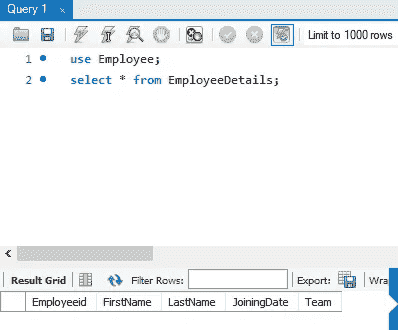 Query 1 ×
Limit to 1000 rows
1 use Employee;
2 select * from EmployeeDetails;
Result Grid Filter Rows: Export: Wra
Employeeid FirstName LastName JoiningDate Team